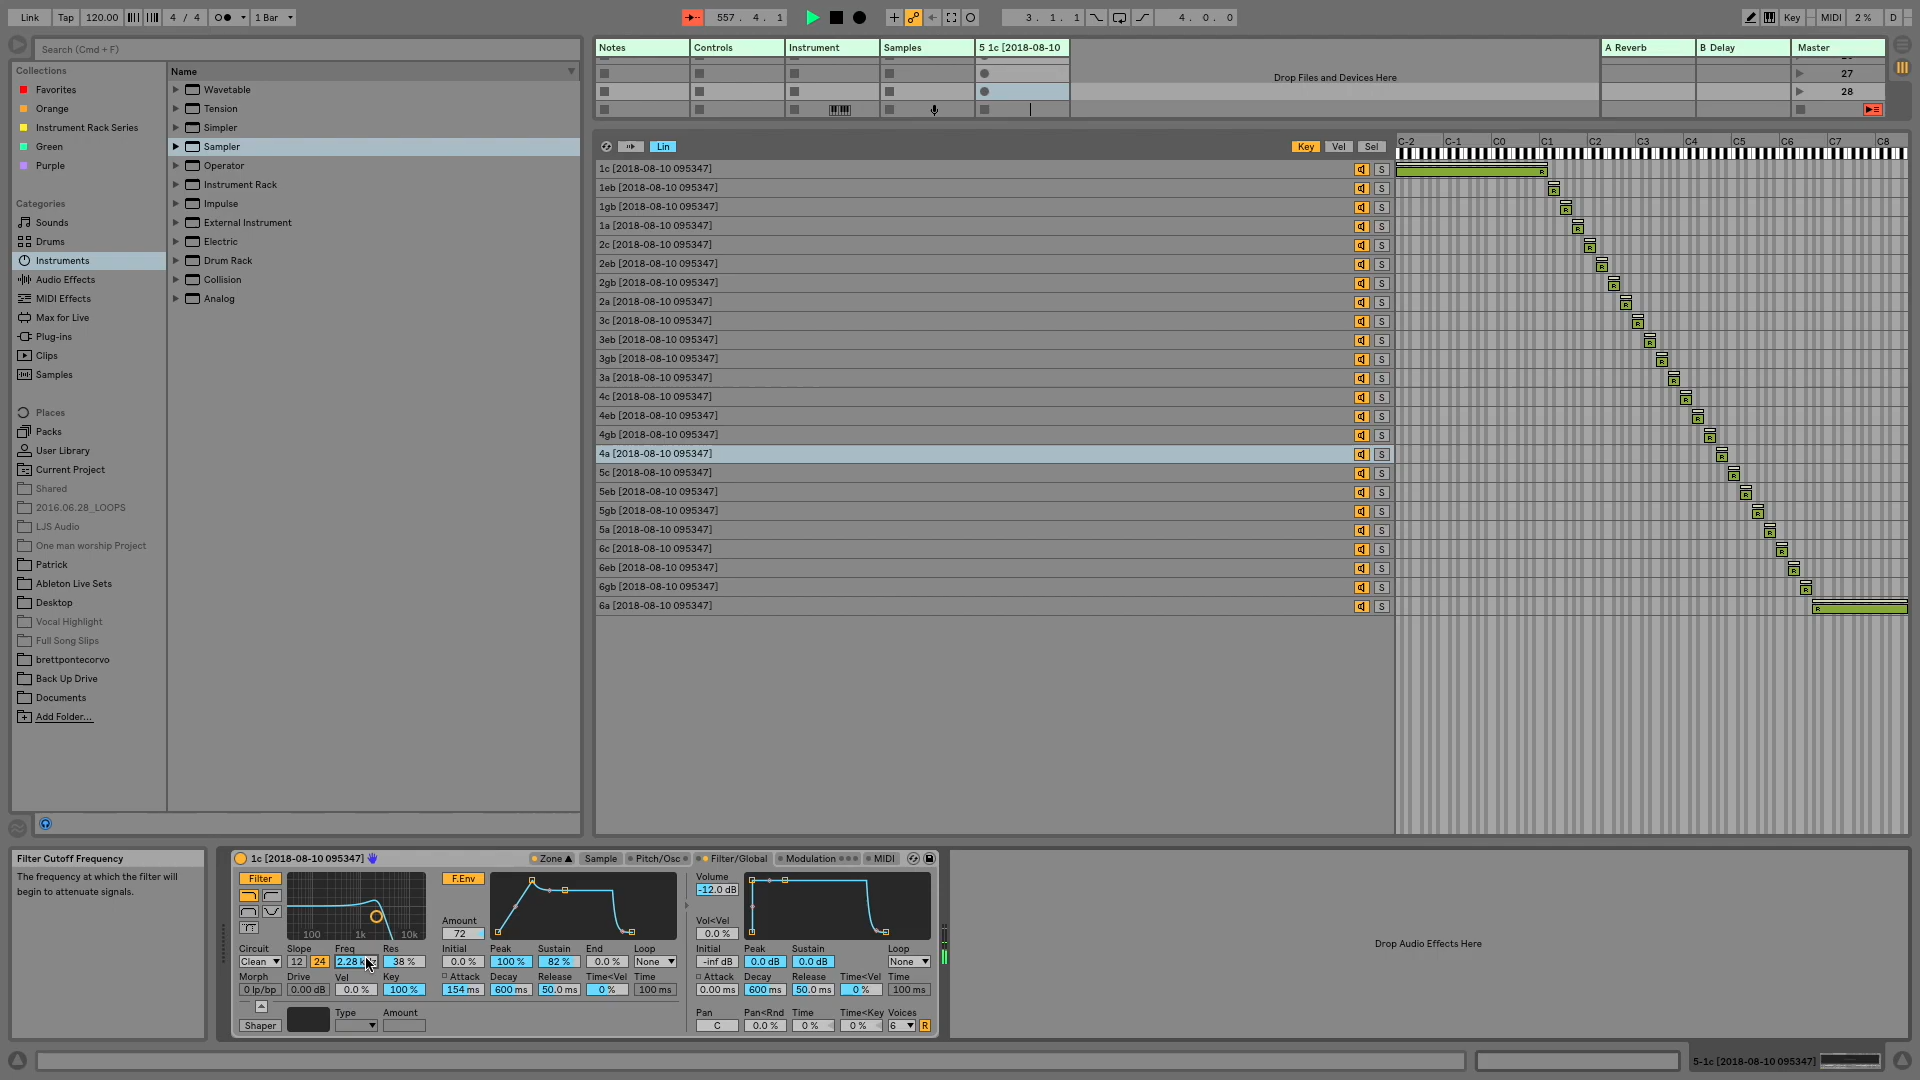 Link Tap 120.00 4 / 4 1 Bar 557 . 4 . 1 3 . 1 . 1 4 . 0 . 0 Key MIDI 2 % D
Search (Cmd + F)
Collections
Favorites
Orange
Instrument Rack Series
Green
Purple
Categories
Sounds
Drums
Instruments
Audio Effects
MIDI Effects
Max for Live
Plug-ins
Clips
Samples
Places
Packs
User Library
Current Project
Shared
2016.06.28_LOOPS
LJS Audio
One man worship Project
Patrick
Ableton Live Sets
Desktop
Vocal Highlight
Full Song Slips
brettpontecorvo
Back Up Drive
Documents
Add Folder...
Name
Wavetable
Tension
Simpler
Sampler
Operator
Instrument Rack
Impulse
External Instrument
Electric
Drum Rack
Collision
Analog
Notes Controls Instrument Samples 5 1c [2018-08-10 A Reverb B Delay Master
Drop Files and Devices Here
27
28
Lin Key Vel Sel
C-2 C-1 C0 C1 C2 C3 C4 C5 C6 C7 C8
1c [2018-08-10 095347] S R
1eb [2018-08-10 095347] S R
1gb [2018-08-10 095347] S R
1a [2018-08-10 095347] S R
2c [2018-08-10 095347] S R
2eb [2018-08-10 095347] S R
2gb [2018-08-10 095347] S R
2a [2018-08-10 095347] S R
3c [2018-08-10 095347] S R
3eb [2018-08-10 095347] S R
3gb [2018-08-10 095347] S R
3a [2018-08-10 095347] S R
4c [2018-08-10 095347] S R
4eb [2018-08-10 095347] S R
4gb [2018-08-10 095347] S R
4a [2018-08-10 095347] S R
5c [2018-08-10 095347] S R
5eb [2018-08-10 095347] S R
5gb [2018-08-10 095347] S R
5a [2018-08-10 095347] S R
6c [2018-08-10 095347] S R
6eb [2018-08-10 095347] S R
6gb [2018-08-10 095347] S R
6a [2018-08-10 095347] S R
Filter Cutoff Frequency
The frequency at which the filter will
begin to attenuate signals.
1c [2018-08-10 095347] Zone Sample Pitch/Osc Filter/Global Modulation MIDI
Filter
100 1k 10k
Circuit Slope Freq Res
Clean 12 24 2.28 k 38 %
Morph Drive Vel Key
0 lp/bp 0.00 dB 0.0 % 100 %
Type Amount
Shaper
F.Env
Amount
72
Initial Peak Sustain End Loop
0.0 % 100 % 82 % 0.0 % None
Attack Decay Release Time<Vel Time
154 ms 600 ms 50.0 ms 0 % 100 ms
Volume
-12.0 dB
Vol<Vel
0.0 %
Initial Peak Sustain Loop
-inf dB 0.0 dB 0.0 dB None
Attack Decay Release Time<Vel Time
0.00 ms 600 ms 50.0 ms 0 % 100 ms
Pan Pan<Rnd Time Time<Key Voices
C 0.0 % 0 % 0 % 6 R
Drop Audio Effects Here
5-1c [2018-08-10 095347]